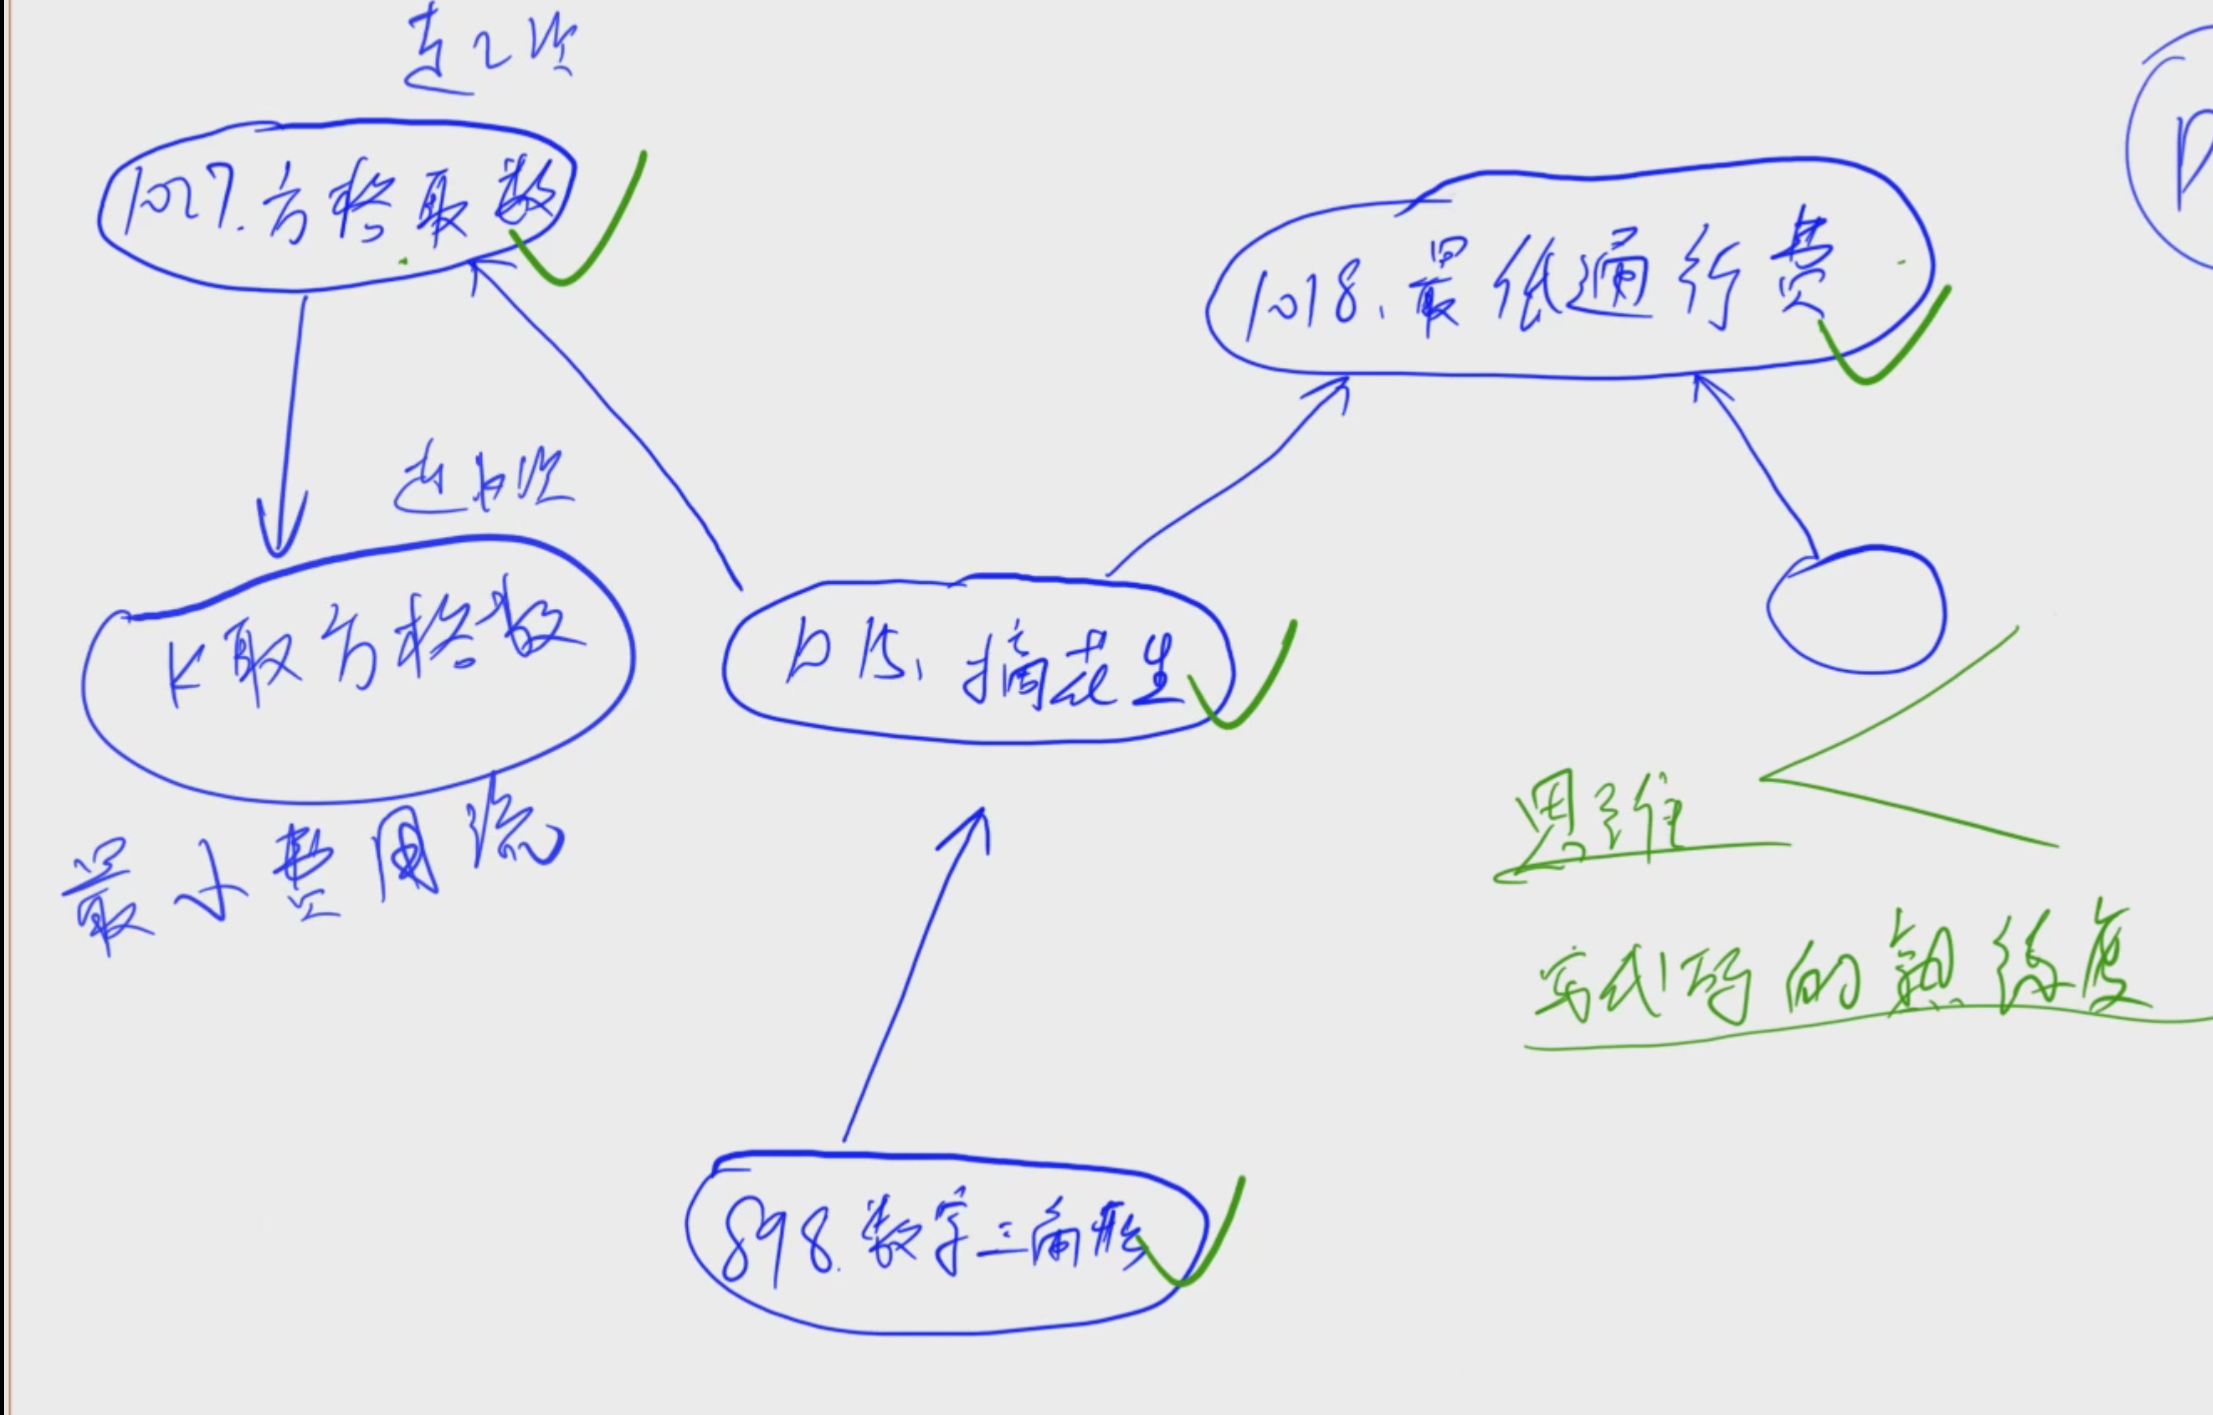 走2次
1027.方格取数
1018.最低通行费
走k次
K取方格数
1015.摘花生
最小费用流
思维
写代码的熟练度
898.数字三角形